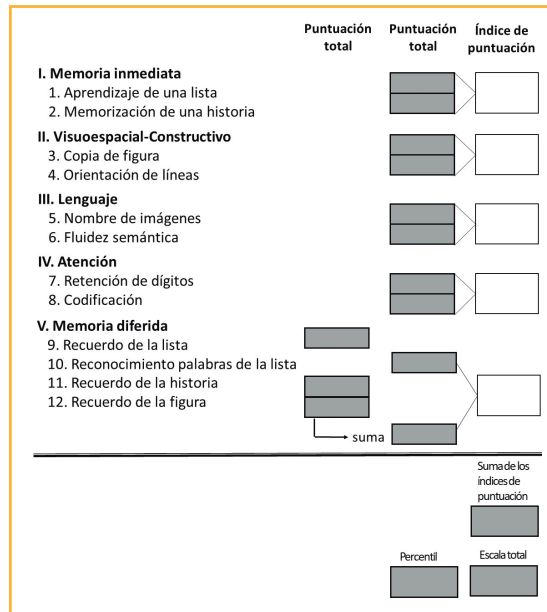 Puntuación total
Puntuación total
Índice de puntuación
I. Memoria inmediata
1. Aprendizaje de una lista
2. Memorización de una historia
II. Visuoespacial-Constructivo
3. Copia de figura
4. Orientación de líneas
III. Lenguaje
5. Nombre de imágenes
6. Fluidez semántica
IV. Atención
7. Retención de dígitos
8. Codificación
V. Memoria diferida
9. Recuerdo de la lista
10. Reconocimiento palabras de la lista
11. Recuerdo de la historia
12. Recuerdo de la figura
suma
Suma de los
índices de
puntuación
Percentil
Escala total